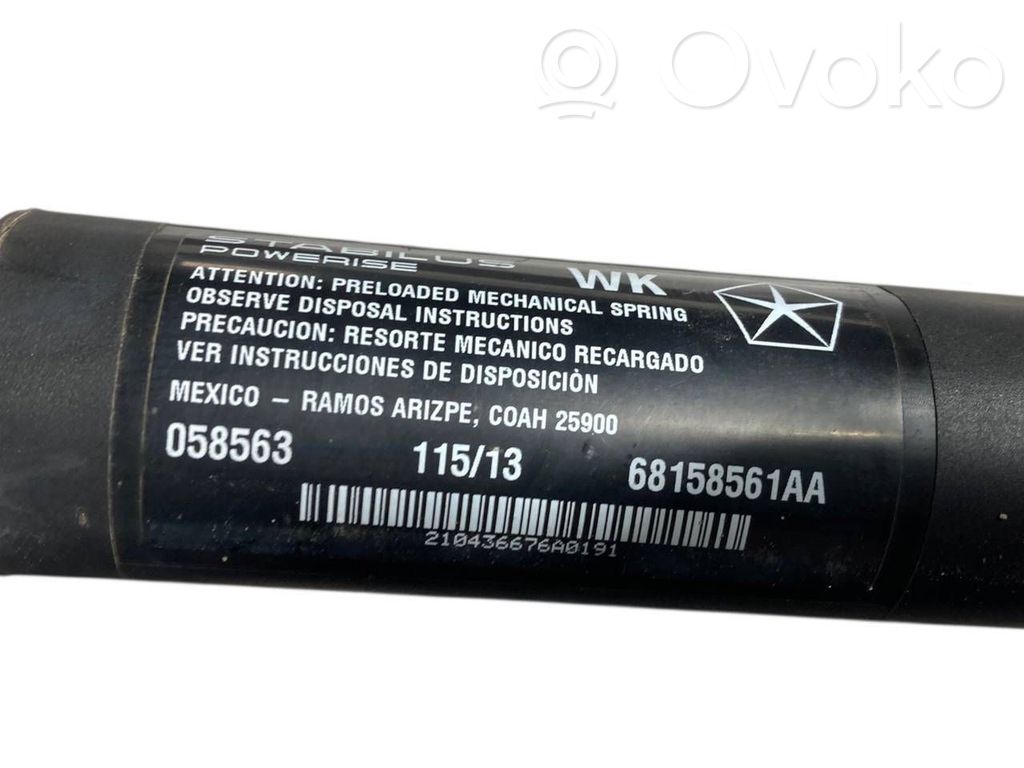 Ovoko
STABILUS
POWERISE
WK
ATTENTION: PRELOADED MECHANICAL SPRING
OBSERVE DISPOSAL INSTRUCTIONS
PRECAUCION: RESORTE MECANICO RECARGADO
VER INSTRUCCIONES DE DISPOSICIÒN
MEXICO – RAMOS ARIZPE, COAH 25900
058563 115/13 68158561AA
210436676A0191